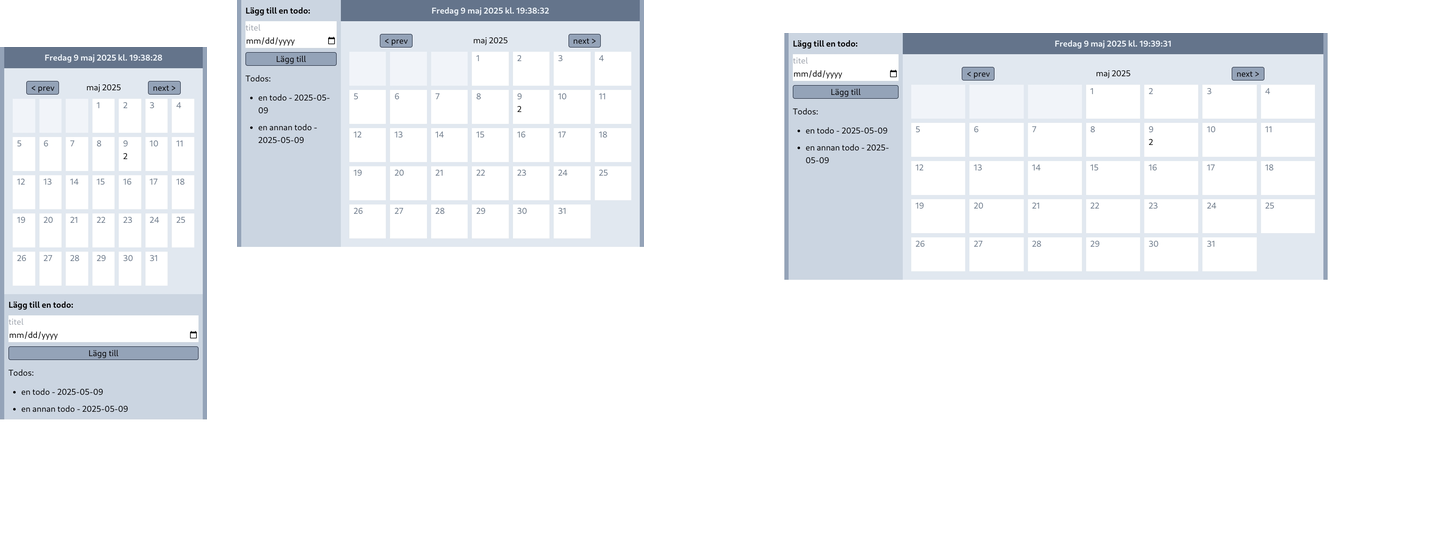 Fredag 9 maj 2025 kl. 19:38:28
< prev maj 2025 next >
1 2 3 4
5 6 7 8 9 10 11
2
12 13 14 15 16 17 18
19 20 21 22 23 24 25
26 27 28 29 30 31
Lägg till en todo:
titel
mm/dd/yyyy
Lägg till
Todos:
• en todo - 2025-05-09
• en annan todo - 2025-05-09
Lägg till en todo:
titel
mm/dd/yyyy
Lägg till
Todos:
• en todo - 2025-05-
09
• en annan todo -
2025-05-09
Fredag 9 maj 2025 kl. 19:38:32
< prev maj 2025 next >
1 2 3 4
5 6 7 8 9 10 11
2
12 13 14 15 16 17 18
19 20 21 22 23 24 25
26 27 28 29 30 31
Lägg till en todo:
titel
mm/dd/yyyy
Lägg till
Todos:
• en todo - 2025-05-09
• en annan todo - 2025-
05-09
Fredag 9 maj 2025 kl. 19:39:31
< prev maj 2025 next >
1 2 3 4
5 6 7 8 9 10 11
2
12 13 14 15 16 17 18
19 20 21 22 23 24 25
26 27 28 29 30 31